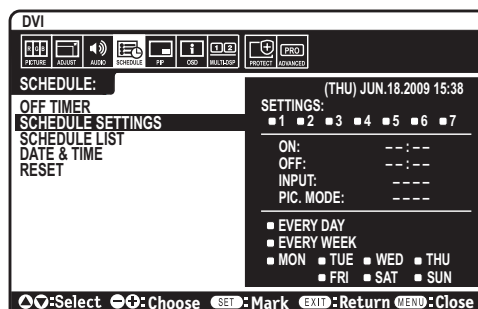 DVI
RGB
1 2
PRO
PICTURE ADJUST AUDIO SCHEDULE PIP OSD MULTI-DSP PROTECT ADVANCED
SCHEDULE:
OFF TIMER
SCHEDULE SETTINGS
SCHEDULE LIST
DATE & TIME
RESET
(THU) JUN.18.2009 15:38
SETTINGS:
1 2 3 4 5 6 7
ON: --:--
OFF: --:--
INPUT: ----
PIC. MODE: ----
EVERY DAY
EVERY WEEK
MON TUE WED THU
FRI SAT SUN
:Select :Choose SET:Mark EXIT:Return MENU:Close